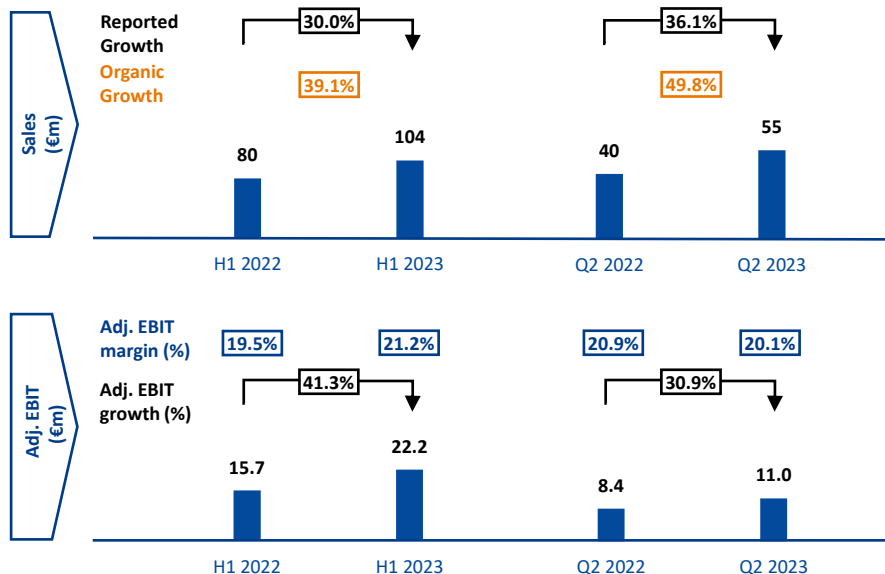 Sales
(€m)
Reported
Growth
30.0%
36.1%
Organic
Growth
39.1%
49.8%
80
104
40
55
H1 2022
H1 2023
Q2 2022
Q2 2023
Adj. EBIT
(€m)
Adj. EBIT
margin (%)
19.5%
21.2%
20.9%
20.1%
Adj. EBIT
growth (%)
41.3%
30.9%
15.7
22.2
8.4
11.0
H1 2022
H1 2023
Q2 2022
Q2 2023